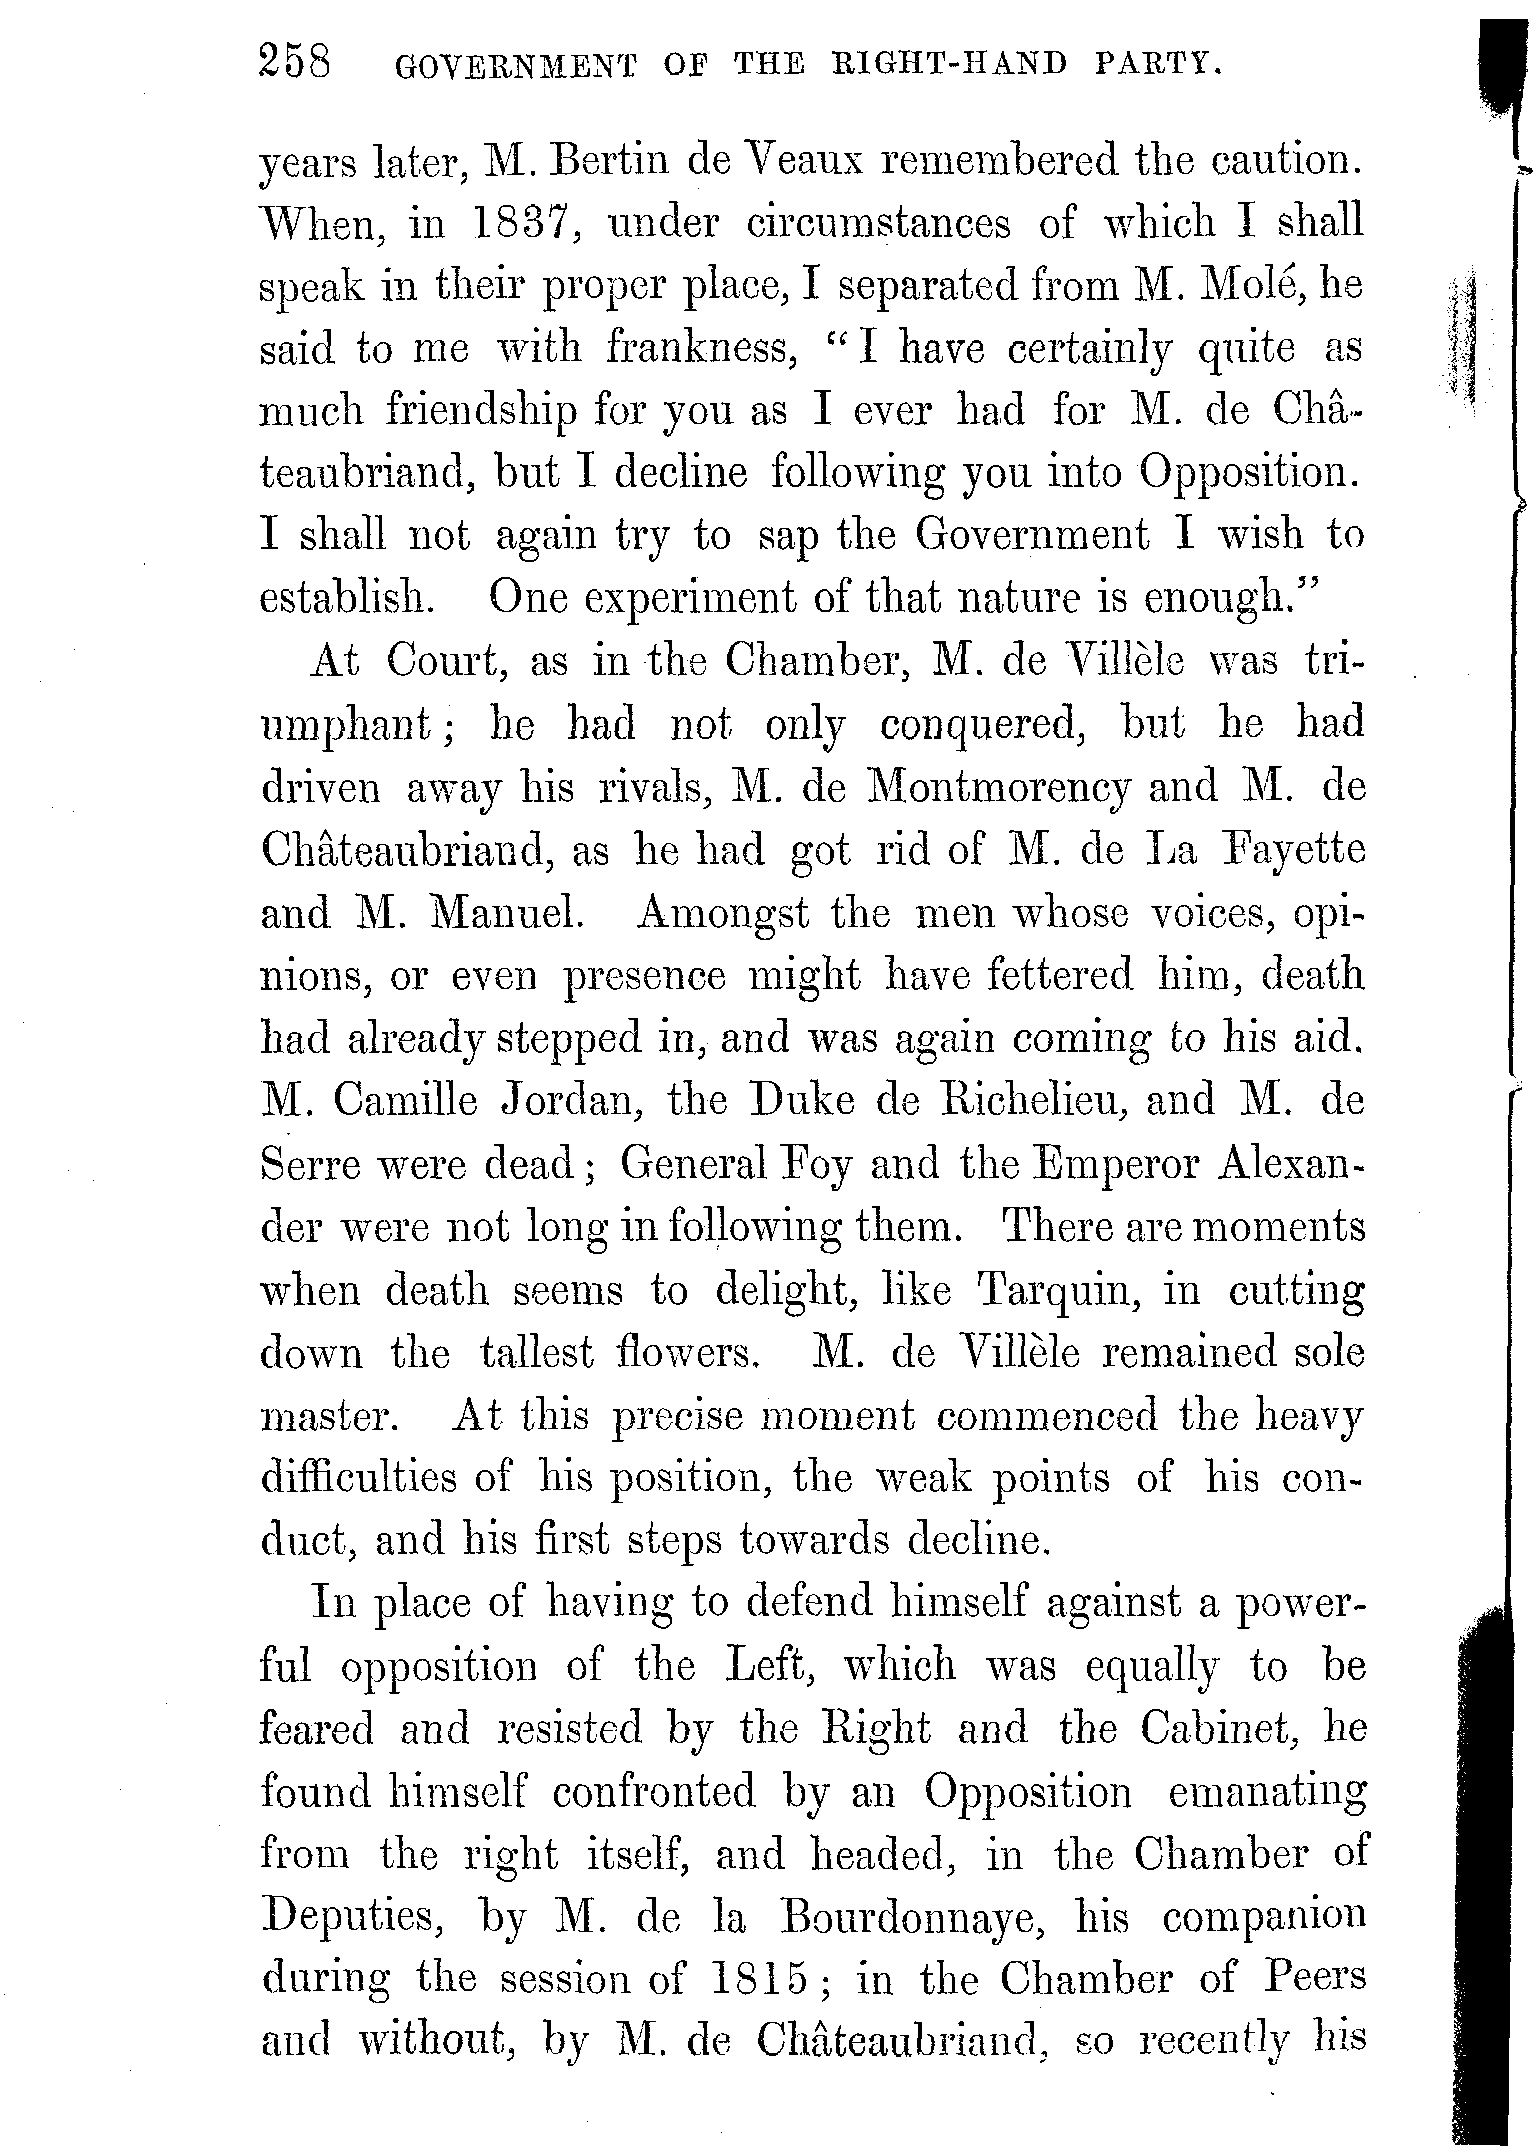 258 GOVERNMENT OF THE RIGHT-HAND PARTY.
years later, M. Bertin de Veaux remembered the caution.
When, in 1837, under circumstances of which I shall
speak in their proper place, I separated from M. Molé, he
said to me with frankness, “I have certainly quite as
much friendship for you as I ever had for M. de Châ-
teaubriand, but I decline following you into Opposition.
I shall not again try to sap the Government I wish to
establish. One experiment of that nature is enough.”
At Court, as in the Chamber, M. de Villèle was tri-
umphant; he had not only conquered, but he had
driven away his rivals, M. de Montmorency and M. de
Châteaubriand, as he had got rid of M. de La Fayette
and M. Manuel. Amongst the men whose voices, opi-
nions, or even presence might have fettered him, death
had already stepped in, and was again coming to his aid.
M. Camille Jordan, the Duke de Richelieu, and M. de
Serre were dead; General Foy and the Emperor Alexan-
der were not long in following them. There are moments
when death seems to delight, like Tarquin, in cutting
down the tallest flowers. M. de Villèle remained sole
master. At this precise moment commenced the heavy
difficulties of his position, the weak points of his con-
duct, and his first steps towards decline.
In place of having to defend himself against a power-
ful opposition of the Left, which was equally to be
feared and resisted by the Right and the Cabinet, he
found himself confronted by an Opposition emanating
from the right itself, and headed, in the Chamber of
Deputies, by M. de la Bourdonnaye, his companion
during the session of 1815; in the Chamber of Peers
and without, by M. de Châteaubriand, so recently his